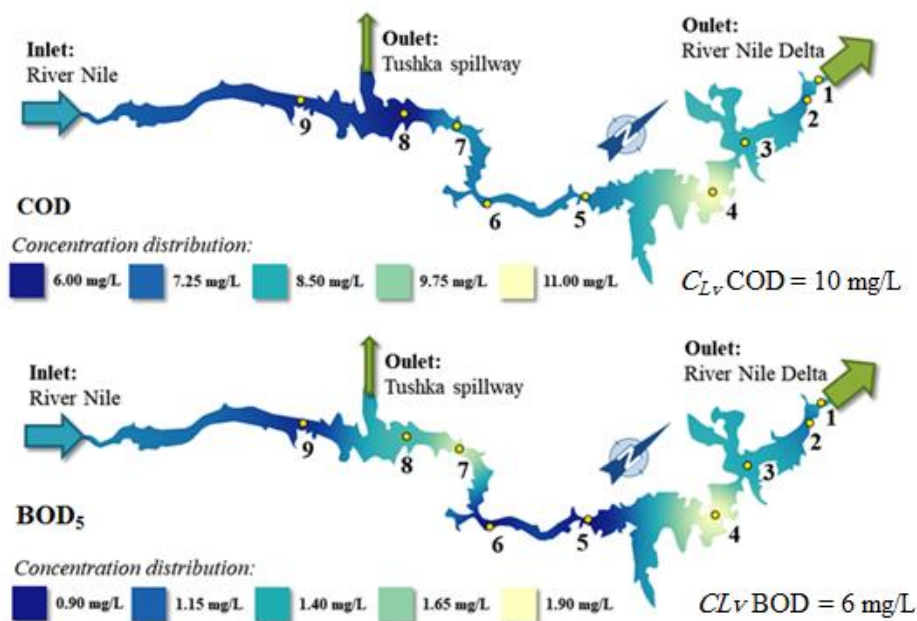 Inlet:
River Nile
Oulet:
Tushka spillway
Oulet:
River Nile Delta
1
2
3
4
5
6
7
8
9
N
COD
Concentration distribution:
6.00 mg/L 7.25 mg/L 8.50 mg/L 9.75 mg/L 11.00 mg/L
C_Lv COD = 10 mg/L
Inlet:
River Nile
Oulet:
Tushka spillway
Oulet:
River Nile Delta
1
2
3
4
5
6
7
8
9
N
BOD₅
Concentration distribution:
0.90 mg/L 1.15 mg/L 1.40 mg/L 1.65 mg/L 1.90 mg/L
CLv BOD = 6 mg/L